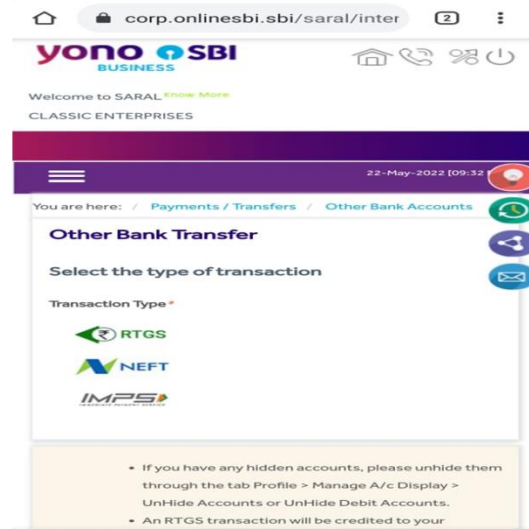 corp.onlinesbi.sbi/saral/inter
2
yono SBI
BUSINESS
Welcome to SARAL Know More
CLASSIC ENTERPRISES
22-May-2022 [09:32
You are here: / Payments / Transfers / Other Bank Accounts
Other Bank Transfer
Select the type of transaction
Transaction Type*
RTGS
NEFT
IMPS
• If you have any hidden accounts, please unhide them
through the tab Profile > Manage A/c Display >
UnHide Accounts or UnHide Debit Accounts.
• An RTGS transaction will be credited to your